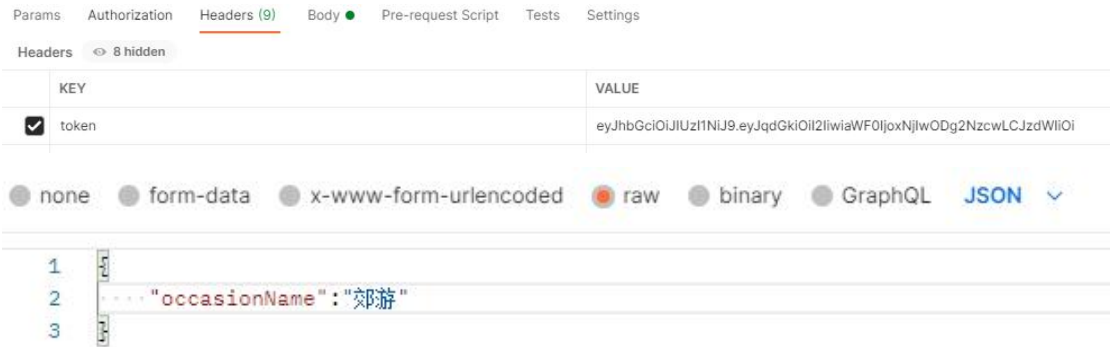 Params Authorization Headers (9) Body Pre-request Script Tests Settings
Headers 8 hidden
KEY VALUE
token eyJhbGciOiJIUzI1NiJ9.eyJqdGkiOiI2IiwiaWF0IjoxNjIwODg2NzcwLCJzdWIiOi
none form-data x-www-form-urlencoded raw binary GraphQL JSON
1 {
2 "occasionName":"郊游"
3 }